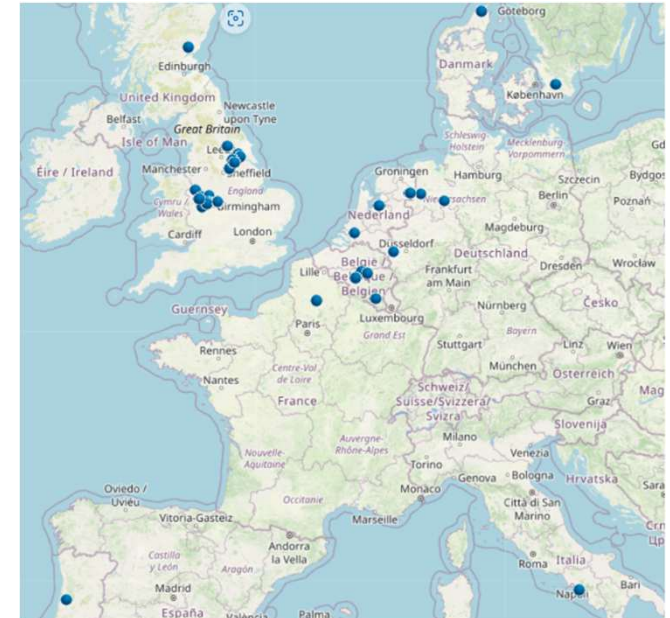 Göteborg
Edinburgh
Danmark
København
United Kingdom
Newcastle
upon Tyne
Belfast
Great Britain
Isle of Man
Schleswig-
Holstein
Mecklenburg-
Vorpommern
Éire / Ireland
Manchester
Sheffield
Groningen
Hamburg
Szczecin
Bydgos
England
Cymru /
Wales
Birmingham
Nederland
Berlin
Poznań
Cardiff
London
Magdeburg
Düsseldorf
Deutschland
Lille
België /
Belgien
Frankfurt
am Main
Dresden
Wrocław
Guernsey
Luxembourg
Česko
Paris
Grand Est
Nürnberg
Rennes
Stuttgart
Bayern
Linz
Wien
Nantes
Centre-Val
de Loire
München
Österreich
France
Schweiz/
Suisse/Svizzera/
Svizra
Graz
Mag
Slovenija
Nouvelle-
Aquitaine
Auvergne-
Rhône-Alpes
Milano
Venezia
Torino
Genova
Bologna
Hrvatska
Sara
Oviedo /
Uviéu
Occitanie
Monaco
Città di San
Marino
Vitoria-Gasteiz
Marseille
Crn
Andorra
la Vella
Castilla
y León
Aragón
Roma
Italia
Bari
Madrid
Napoli
España
València
Palma